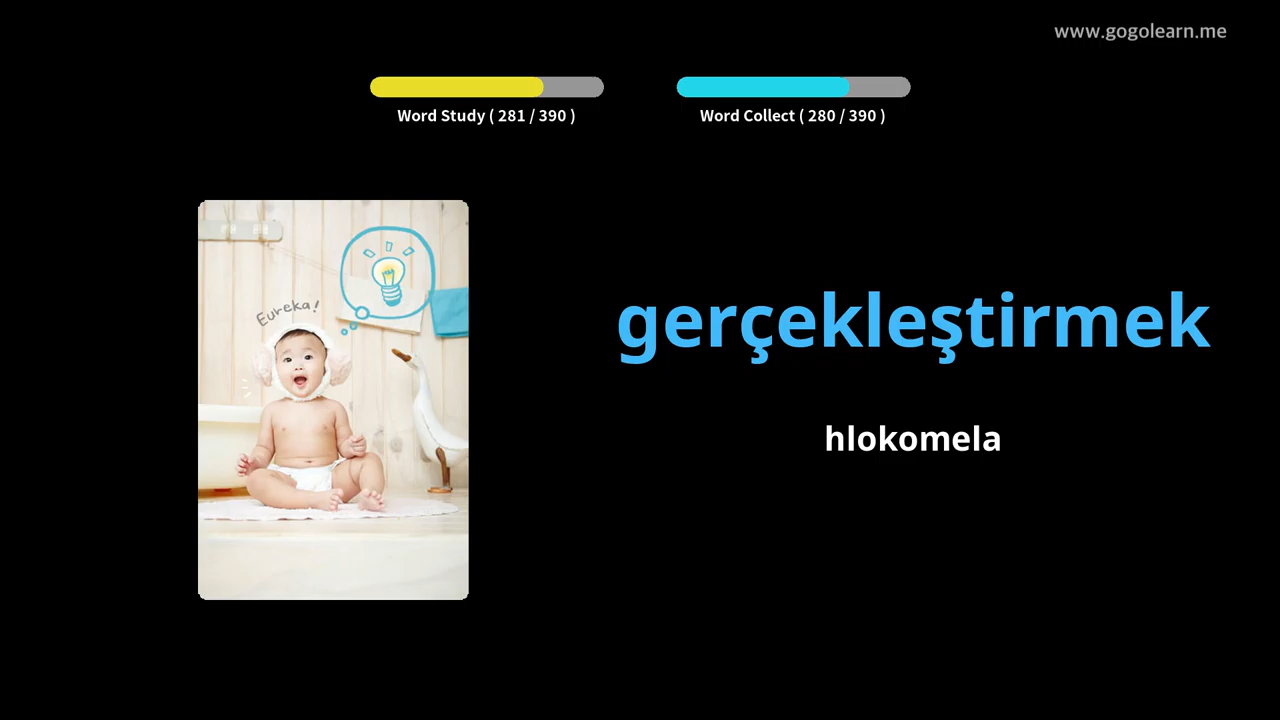 www.gogolearn.me
Word Study ( 281 / 390 )
Word Collect ( 280 / 390 )
Eureka!
gerçekleştirmek
hlokomela